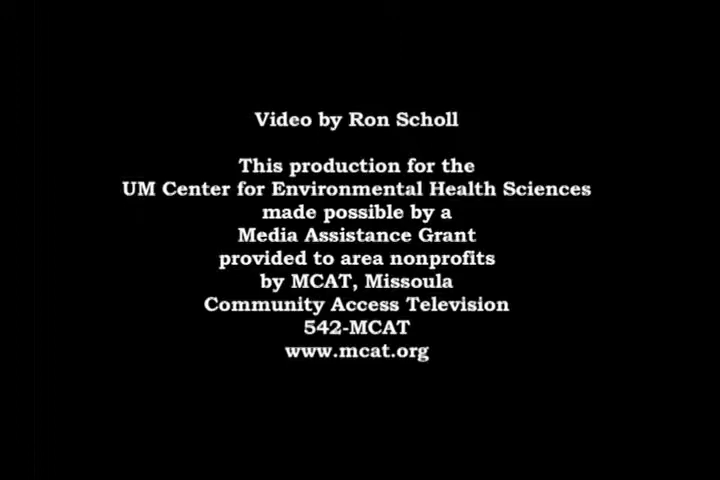 Video by Ron Scholl
This production for the
UM Center for Environmental Health Sciences
made possible by a
Media Assistance Grant
provided to area nonprofits
by MCAT, Missoula
Community Access Television
542-MCAT
www.mcat.org